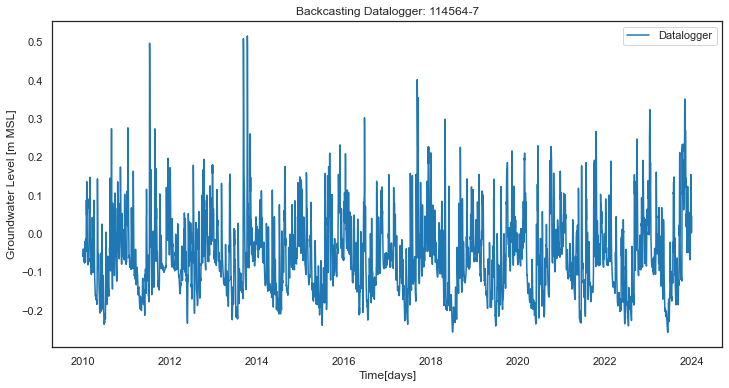 Backcasting Datalogger: 114564-7
Datalogger
Groundwater Level [m MSL]
0.5
0.4
0.3
0.2
0.1
0.0
−0.1
−0.2
2010 2012 2014 2016 2018 2020 2022 2024
Time[days]